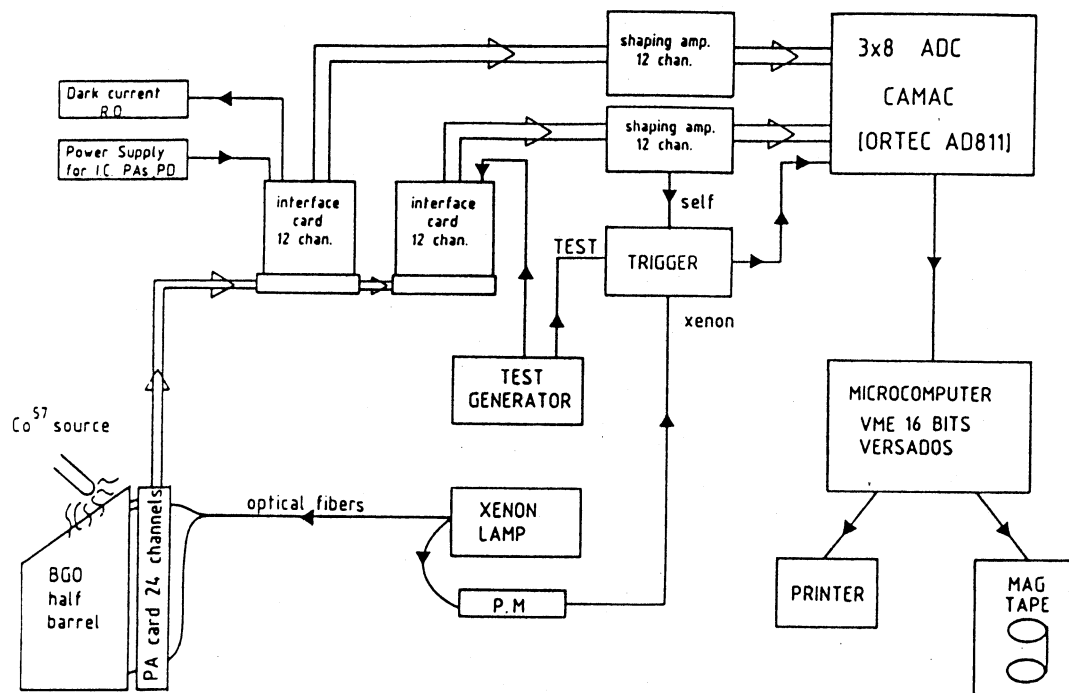 shaping amp.
12 chan.
3x8 ADC
CAMAC
[ORTEC AD811]
Dark current
R.O
Power Supply
for I.C. PAs,PD
shaping amp.
12 chan.
interface
card
12 chan.
interface
card
12 chan.
self
TEST
TRIGGER
xenon
TEST
GENERATOR
MICROCOMPUTER
VME 16 BITS
VERSADOS
Co57 source
optical fibers
XENON
LAMP
PA card 24 channels
BGO
half
barrel
P.M
PRINTER
MAG
TAPE